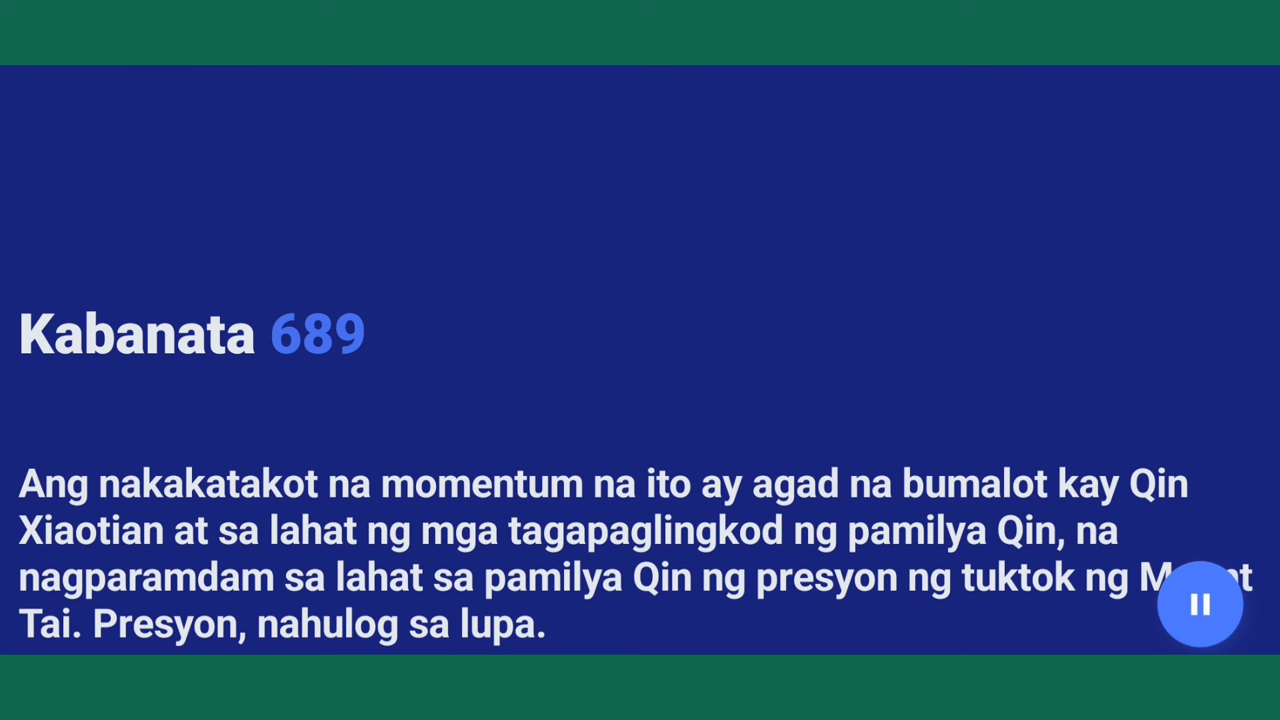 Kabanata 689
Ang nakakatakot na momentum na ito ay agad na bumalot kay Qin
Xiaotian at sa lahat ng mga tagapaglingkod ng pamilya Qin, na
nagparamdam sa lahat sa pamilya Qin ng presyon ng tuktok ng
Tai. Presyon, nahulog sa lupa.